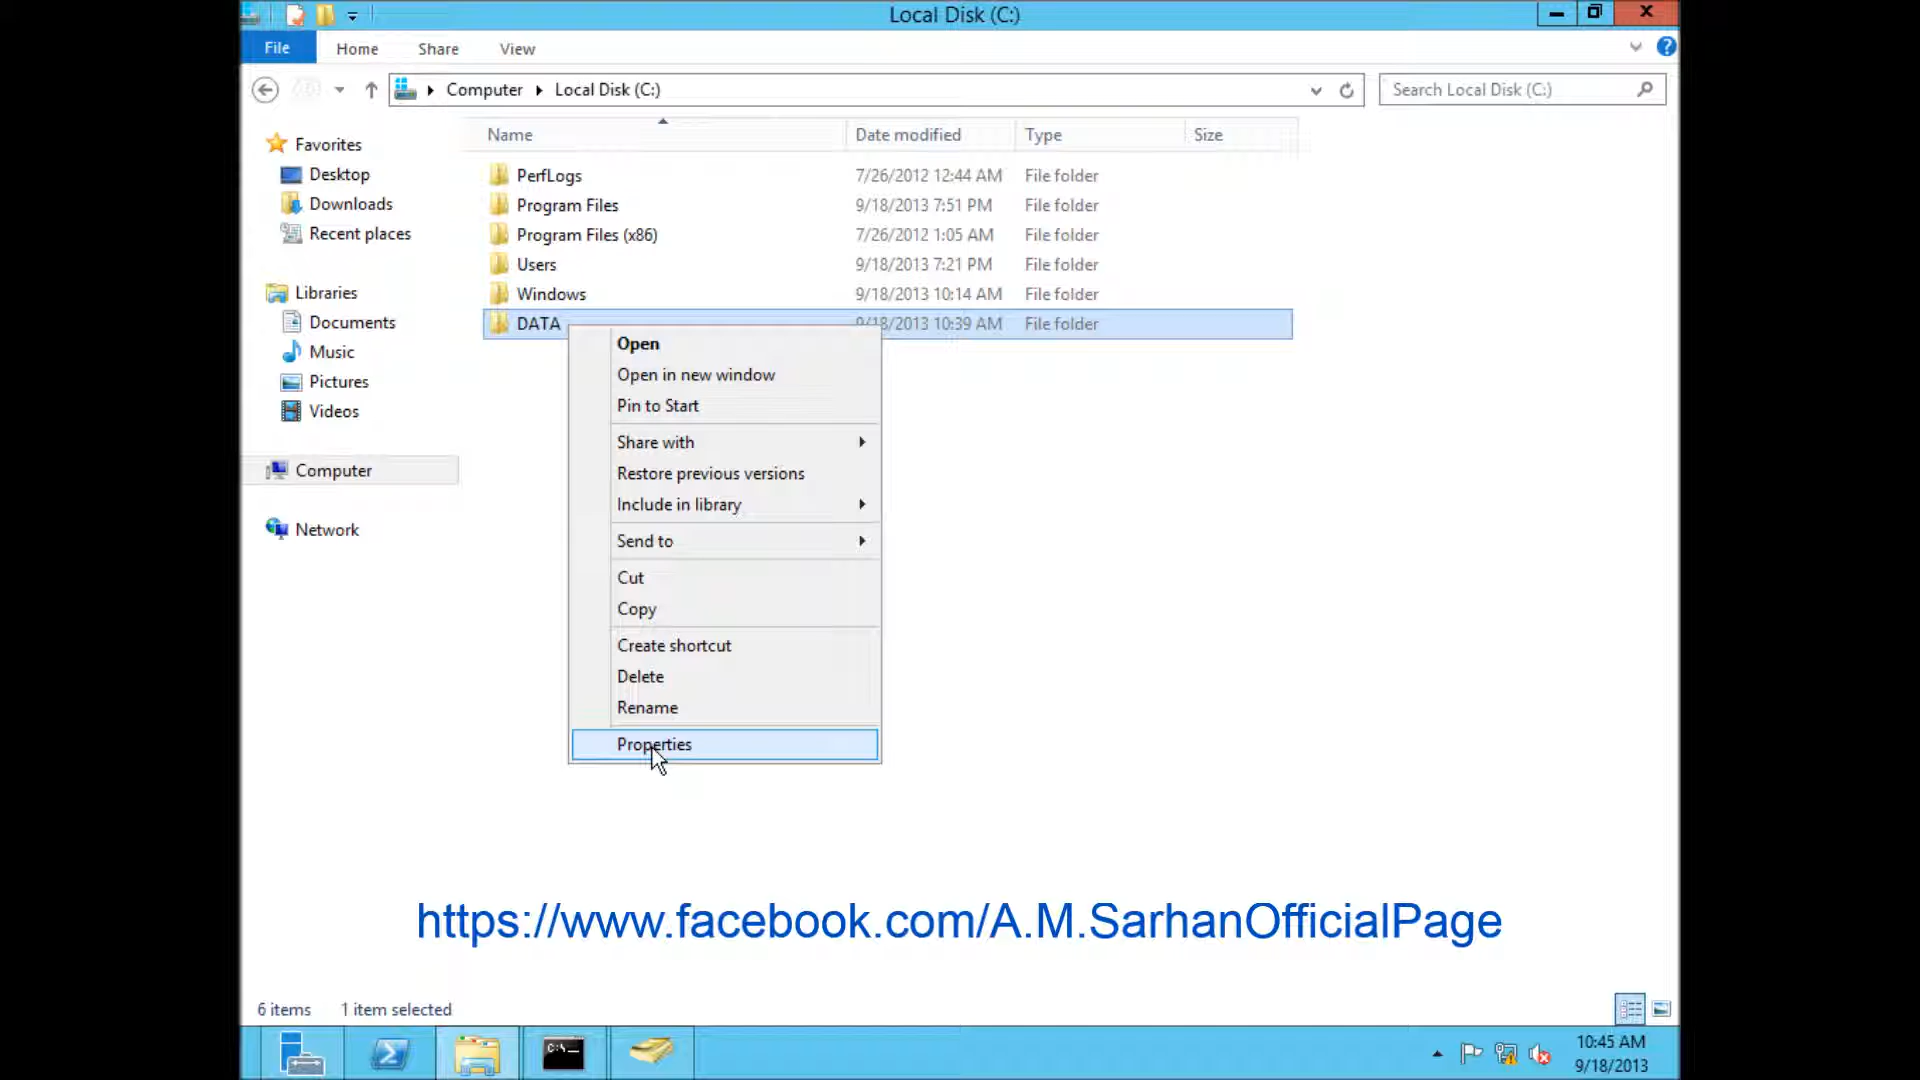 Local Disk (C:)
File Home Share View
Computer Local Disk (C:)
Search Local Disk (C:)
Name Date modified Type Size
Favorites
Desktop
Downloads
Recent places
Libraries
Documents
Music
Pictures
Videos
Computer
Network
PerfLogs 7/26/2012 12:44 AM File folder
Program Files 9/18/2013 7:51 PM File folder
Program Files (x86) 7/26/2012 1:05 AM File folder
Users 9/18/2013 7:21 PM File folder
Windows 9/18/2013 10:14 AM File folder
DATA 9/18/2013 10:39 AM File folder
Open
Open in new window
Pin to Start
Share with
Restore previous versions
Include in library
Send to
Cut
Copy
Create shortcut
Delete
Rename
Properties
https://www.facebook.com/A.M.SarhanOfficialPage
6 items 1 item selected
C:\_
10:45 AM
9/18/2013